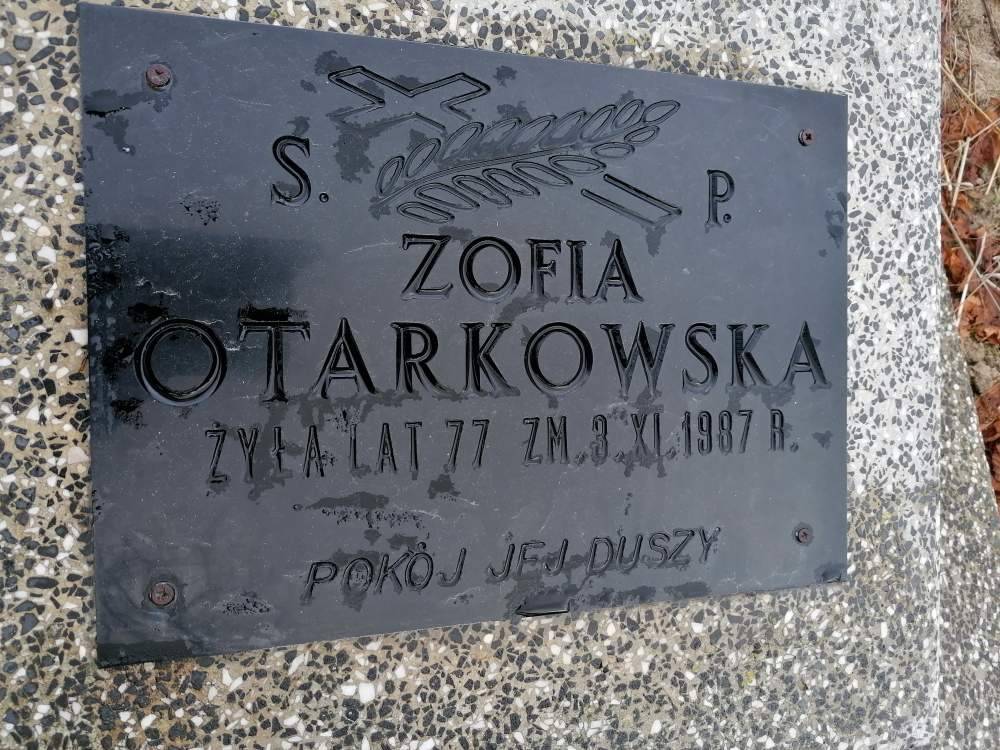 Ś. P.
ZOFIA
OTARKOWSKA
ŻYŁA LAT 77 ZM. 3. XI. 1987 R.
POKÓJ JEJ DUSZY